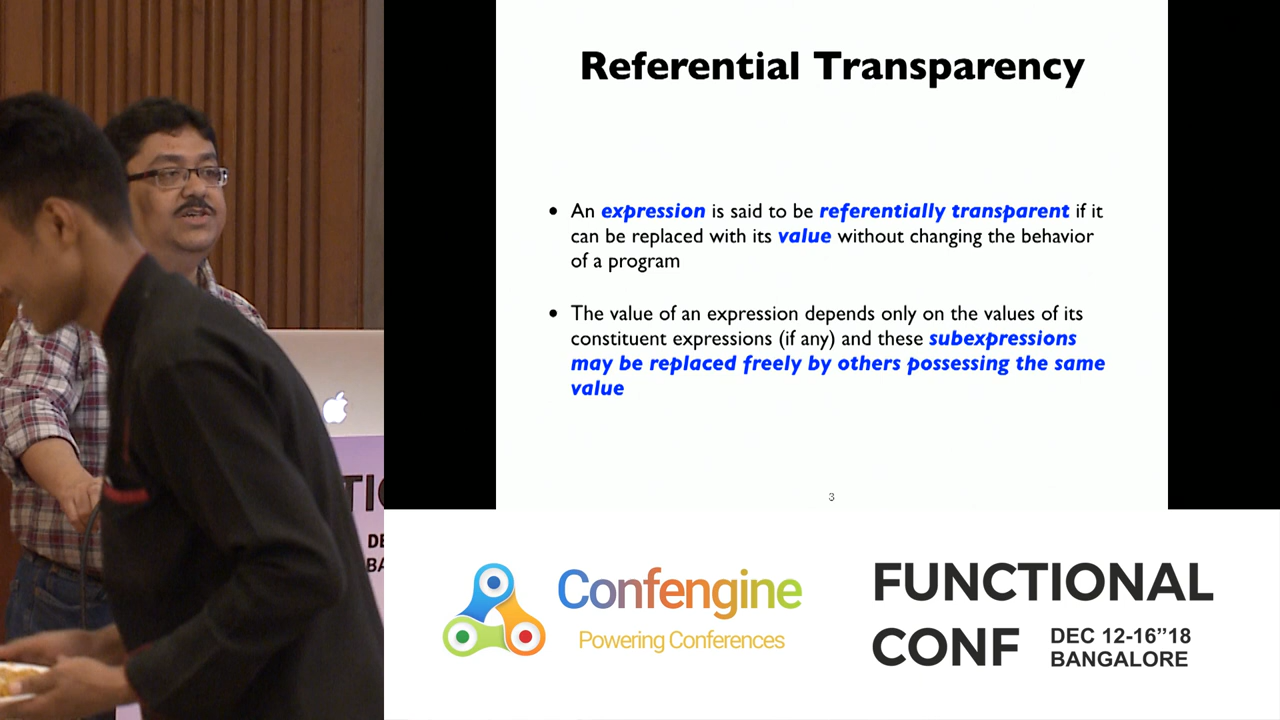 Referential Transparency
• An expression is said to be referentially transparent if it
can be replaced with its value without changing the behavior
of a program
• The value of an expression depends only on the values of its
constituent expressions (if any) and these subexpressions
may be replaced freely by others possessing the same
value
3
TIO
DE
BA
Confengine
Powering Conferences
FUNCTIONAL
CONF
DEC 12-16”18
BANGALORE